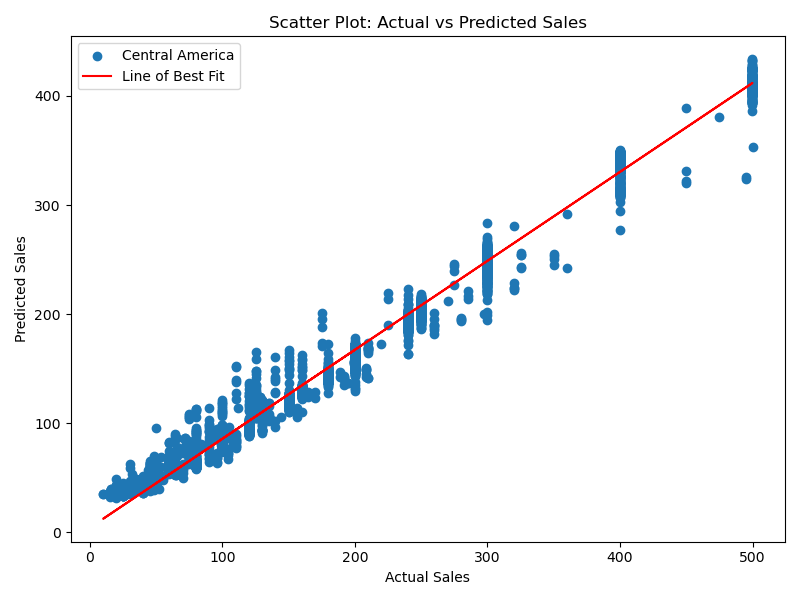 Scatter Plot: Actual vs Predicted Sales
Central America
Line of Best Fit
400
300
200
100
0
Predicted Sales
0 100 200 300 400 500
Actual Sales